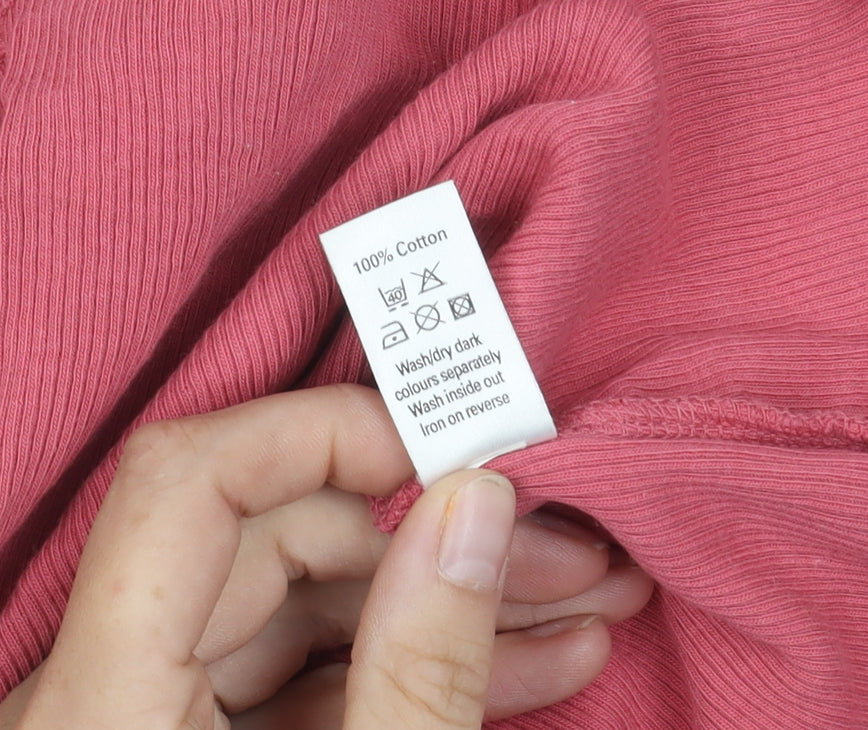 100% Cotton
40
Wash/dry dark
colours separately
Wash inside out
Iron on reverse